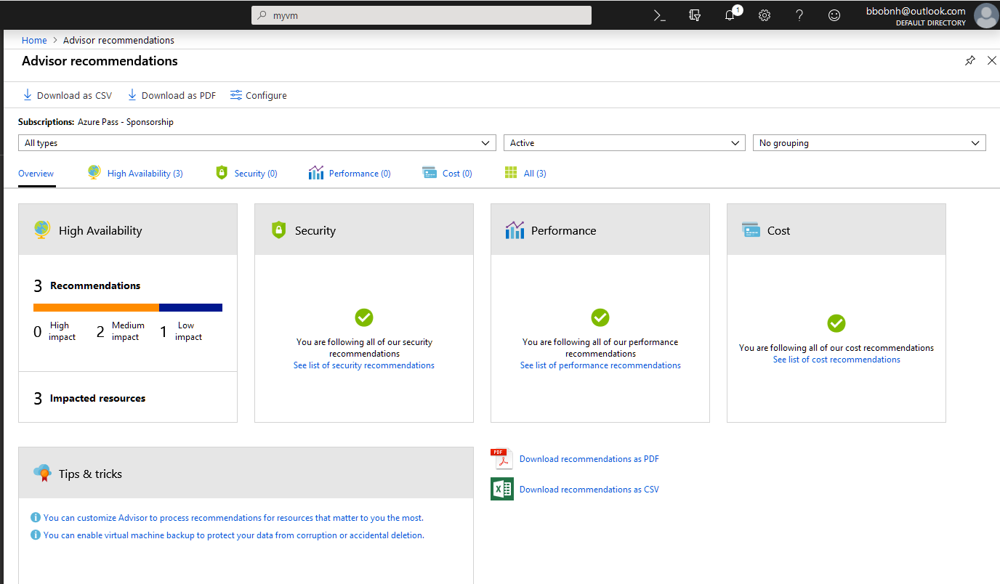 myvm
1
bbobnh@outlook.com
DEFAULT DIRECTORY
Home > Advisor recommendations
Advisor recommendations
Download as CSV Download as PDF Configure
Subscriptions: Azure Pass - Sponsorship
All types Active No grouping
Overview High Availability (3) Security (0) Performance (0) Cost (0) All (3)
High Availability
3 Recommendations
0 High impact 2 Medium impact 1 Low impact
3 Impacted resources
Security
You are following all of our security
recommendations
See list of security recommendations
Performance
You are following all of our performance
recommendations
See list of performance recommendations
Cost
You are following all of our cost recommendations
See list of cost recommendations
Tips & tricks
You can customize Advisor to process recommendations for resources that matter to you the most.
You can enable virtual machine backup to protect your data from corruption or accidental deletion.
PDF
Download recommendations as PDF
X
Download recommendations as CSV